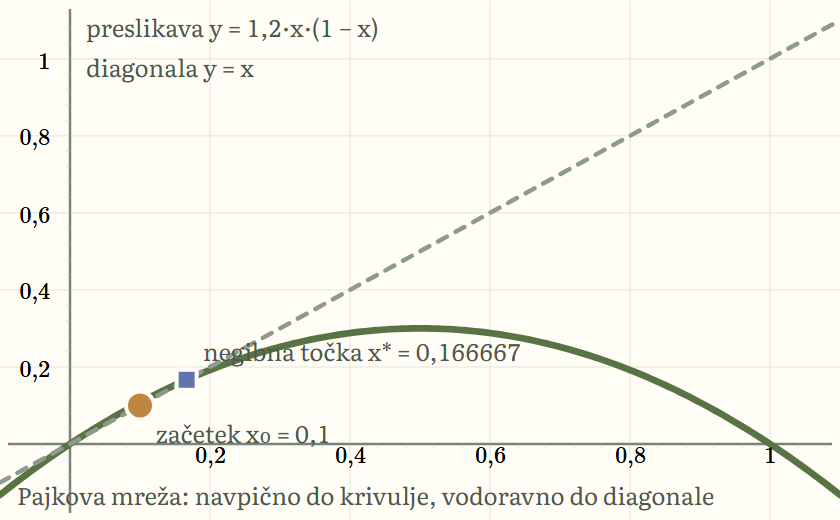 preslikava y = 1,2·x·(1 − x)
diagonala y = x
1
0,8
0,6
0,4
0,2
negibna točka x* = 0,166667
začetek x₀ = 0,1
0,2 0,4 0,6 0,8 1
Pajkova mreža: navpično do krivulje, vodoravno do diagonale